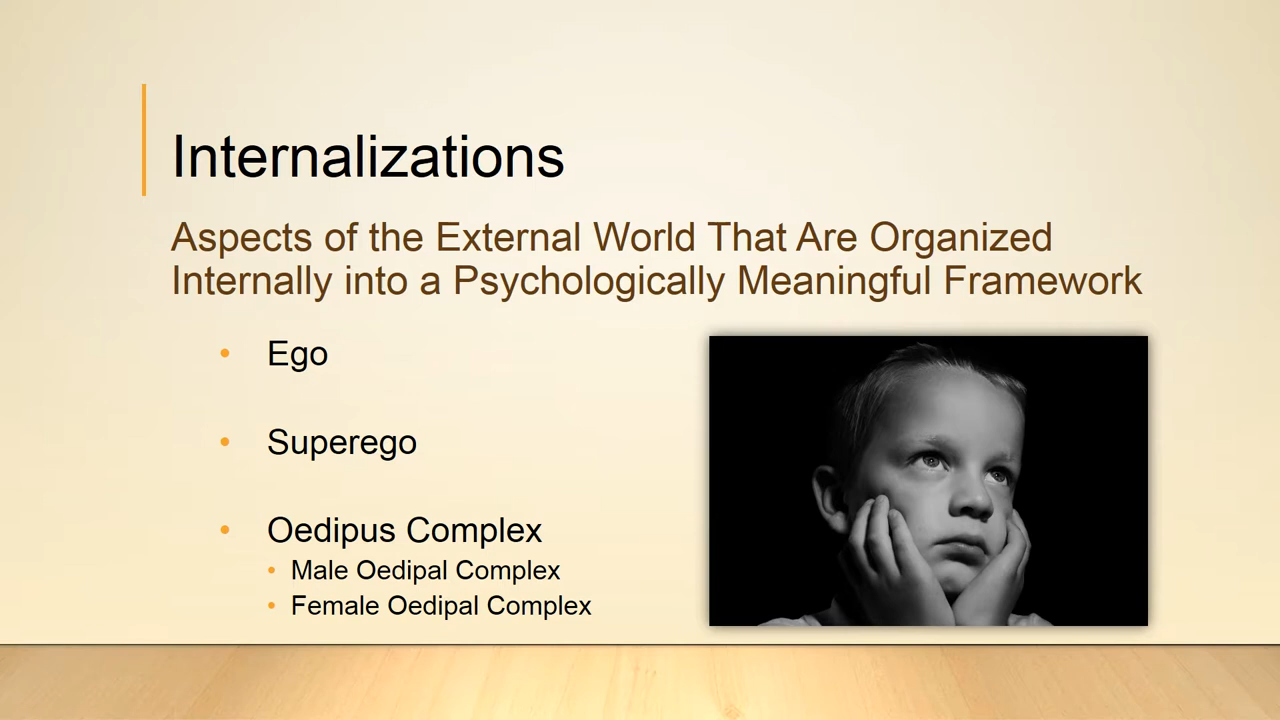 Internalizations
Aspects of the External World That Are Organized
Internally into a Psychologically Meaningful Framework
• Ego
• Superego
• Oedipus Complex
• Male Oedipal Complex
• Female Oedipal Complex